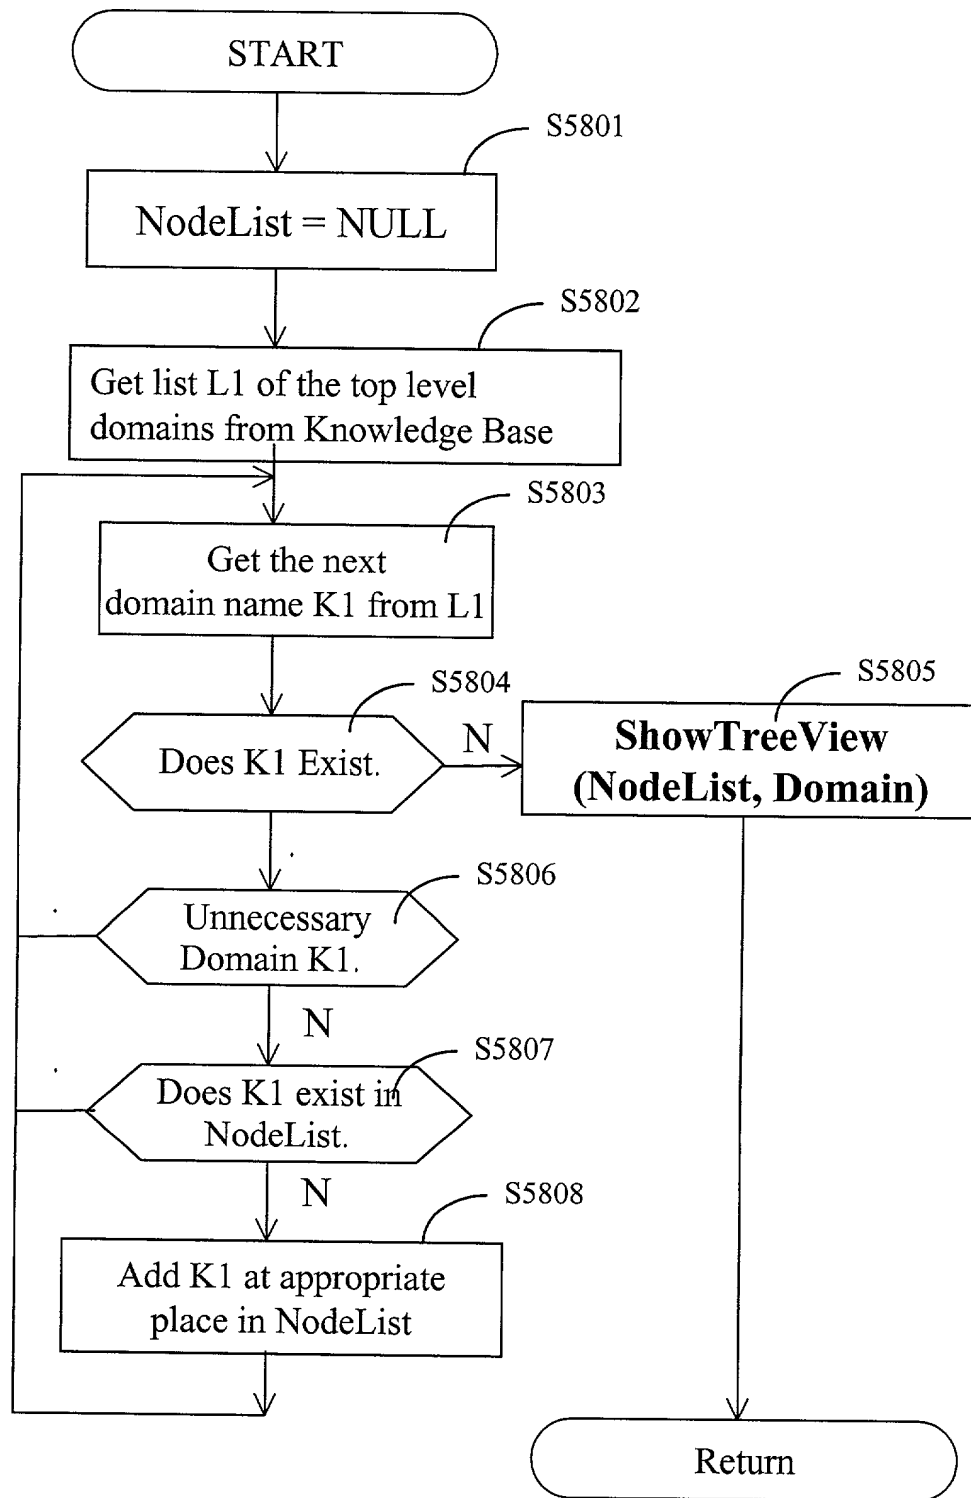 START
S5801
NodeList = NULL
S5802
Get list L1 of the top level
domains from Knowledge Base
S5803
Get the next
domain name K1 from L1
S5804
Does K1 Exist.
N
S5805
ShowTreeView
(NodeList, Domain)
S5806
Unnecessary
Domain K1.
N
S5807
Does K1 exist in
NodeList.
N
S5808
Add K1 at appropriate
place in NodeList
Return